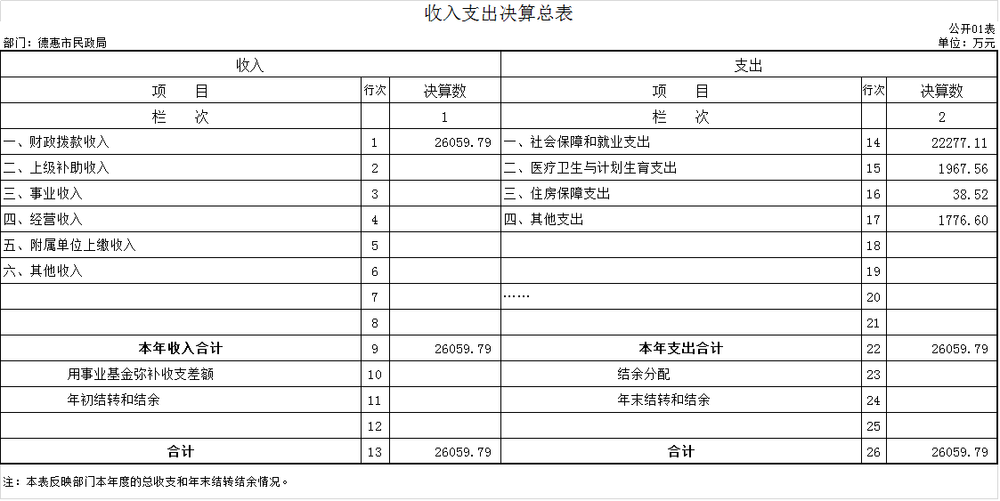 收入支出决算总表
公开01表
部门：德惠市民政局 单位：万元
收入 支出
项 目 行次 决算数 项 目 行次 决算数
栏 次 1 栏 次 2
一、财政拨款收入 1 26059.79 一、社会保障和就业支出 14 22277.11
二、上级补助收入 2 二、医疗卫生与计划生育支出 15 1967.56
三、事业收入 3 三、住房保障支出 16 38.52
四、经营收入 4 四、其他支出 17 1776.60
五、附属单位上缴收入 5 18
六、其他收入 6 19
7 …… 20
8 21
本年收入合计 9 26059.79 本年支出合计 22 26059.79
用事业基金弥补收支差额 10 结余分配 23
年初结转和结余 11 年末结转和结余 24
12 25
合计 13 26059.79 合计 26 26059.79
注：本表反映部门本年度的总收支和年末结转结余情况。